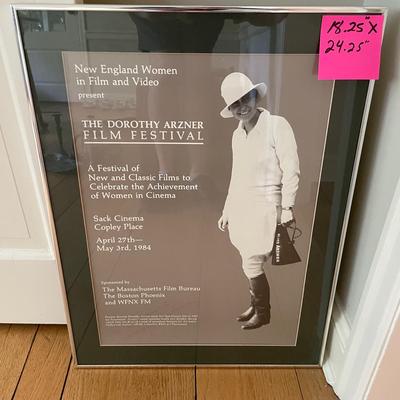 18.25" X
24.25"
New England Women
in Film and Video
present
THE DOROTHY ARZNER
FILM FESTIVAL
A Festival of
New and Classic Films to
Celebrate the Achievement
of Women in Cinema
Sack Cinema
Copley Place
April 27th—
May 3rd, 1984
Sponsored by
The Massachusetts Film Bureau
The Boston Phoenix
and WFNX FM